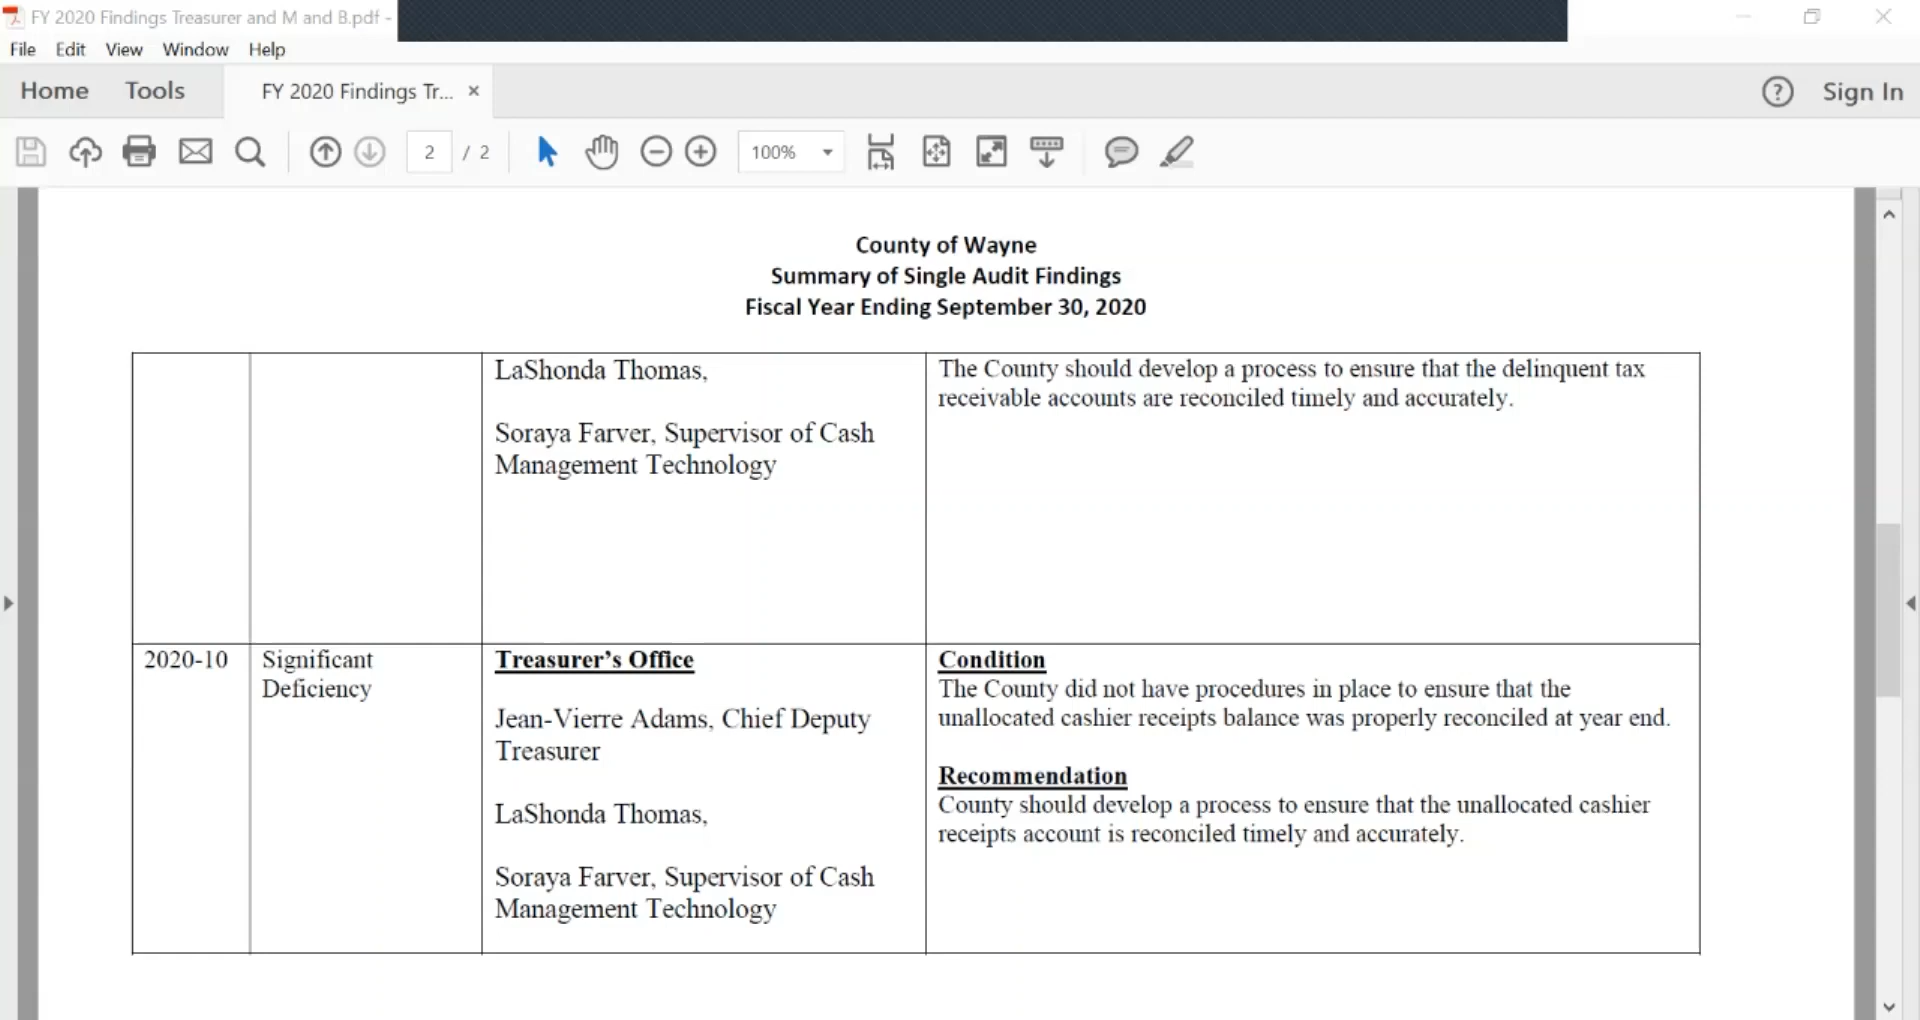 FY 2020 Findings Treasurer and M and B.pdf -
File Edit View Window Help
Home Tools FY 2020 Findings Tr... × ? Sign In
2 / 2 100%
County of Wayne
Summary of Single Audit Findings
Fiscal Year Ending September 30, 2020
LaShonda Thomas,
Soraya Farver, Supervisor of Cash
Management Technology
The County should develop a process to ensure that the delinquent tax
receivable accounts are reconciled timely and accurately.
2020-10
Significant
Deficiency
Treasurer’s Office
Jean-Vierre Adams, Chief Deputy
Treasurer
LaShonda Thomas,
Soraya Farver, Supervisor of Cash
Management Technology
Condition
The County did not have procedures in place to ensure that the
unallocated cashier receipts balance was properly reconciled at year end.
Recommendation
County should develop a process to ensure that the unallocated cashier
receipts account is reconciled timely and accurately.